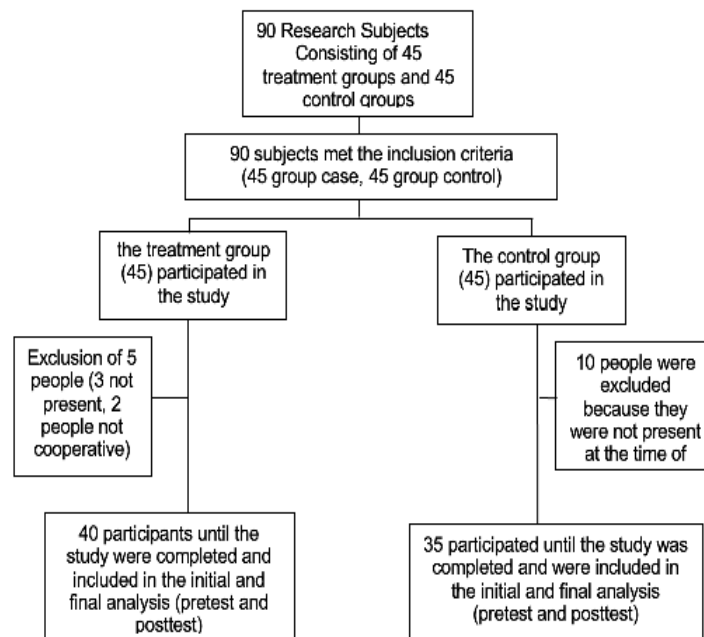 90 Research Subjects
Consisting of 45
treatment groups and 45
control groups
90 subjects met the inclusion criteria
(45 group case, 45 group control)
the treatment group
(45) participated in
the study
The control group
(45) participated in
the study
Exclusion of 5
people (3 not
present, 2
people not
cooperative)
10 people were
excluded
because they
were not present
at the time of
40 participants until the
study were completed and
included in the initial and
final analysis (pretest and
posttest)
35 participated until the study was
completed and were included in
the initial and final analysis
(pretest and posttest)